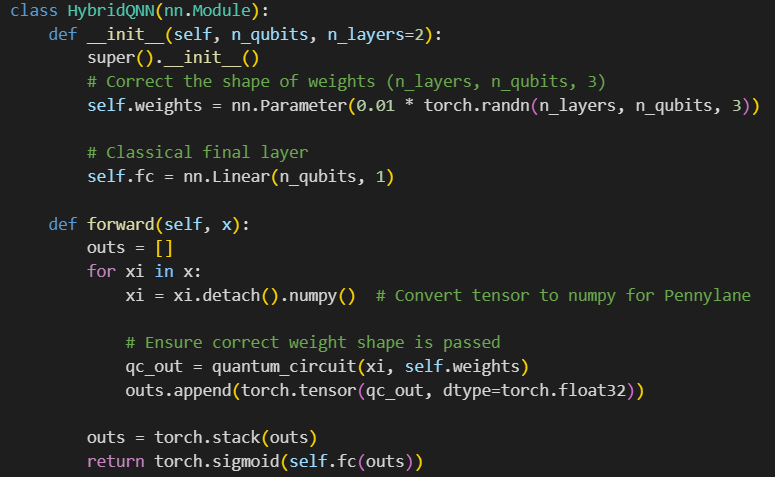 class HybridQNN(nn.Module):
    def __init__(self, n_qubits, n_layers=2):
        super().__init__()
        # Correct the shape of weights (n_layers, n_qubits, 3)
        self.weights = nn.Parameter(0.01 * torch.randn(n_layers, n_qubits, 3))

        # Classical final layer
        self.fc = nn.Linear(n_qubits, 1)

    def forward(self, x):
        outs = []
        for xi in x:
            xi = xi.detach().numpy()  # Convert tensor to numpy for Pennylane

            # Ensure correct weight shape is passed
            qc_out = quantum_circuit(xi, self.weights)
            outs.append(torch.tensor(qc_out, dtype=torch.float32))

        outs = torch.stack(outs)
        return torch.sigmoid(self.fc(outs))